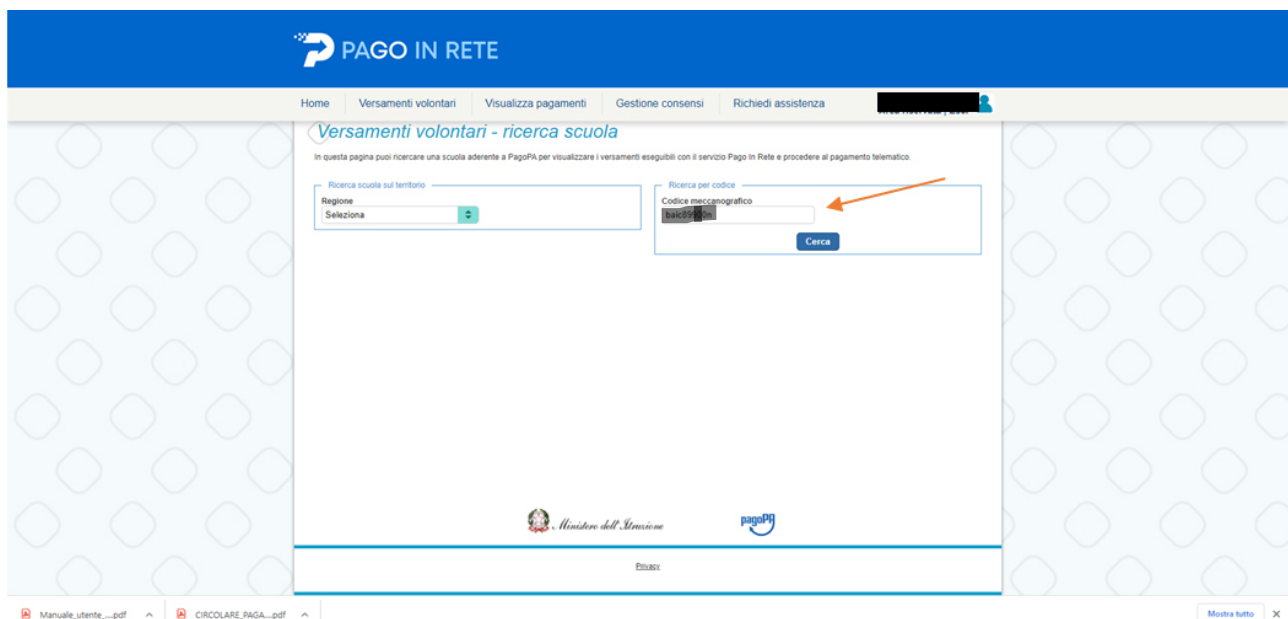 PAGO IN RETE
Home Versamenti volontari Visualizza pagamenti Gestione consensi Richiedi assistenza
Versamenti volontari - ricerca scuola
In questa pagina puoi ricercare una scuola aderente a PagoPA per visualizzare i versamenti eseguibili con il servizio Pago In Rete e procedere al pagamento telematico.
Ricerca scuola sul territorio
Regione
Seleziona
Ricerca per codice
Codice meccanografico
Cerca
Ministero dell'Istruzione
pagoPA
Privacy
Manuale_utente_....pdf
CIRCOLARE_PAGA....pdf
Mostra tutto